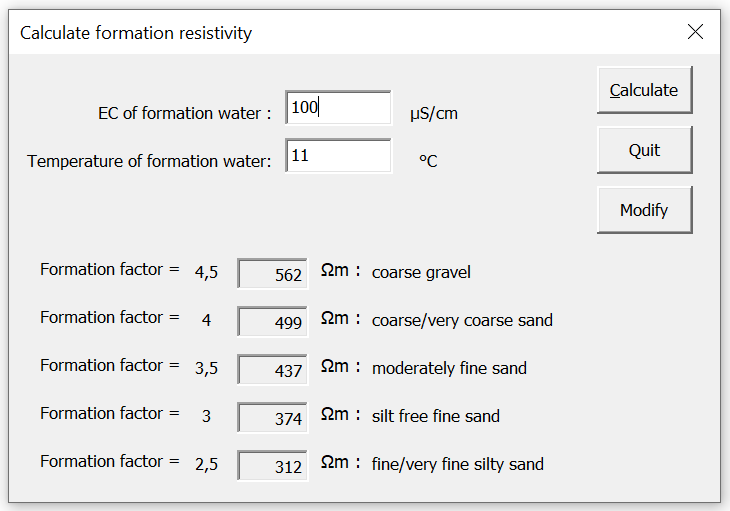 Calculate formation resistivity
EC of formation water : 100 µS/cm Calculate
Temperature of formation water: 11 °C Quit
Modify
Formation factor = 4,5 562 Ωm : coarse gravel
Formation factor = 4 499 Ωm : coarse/very coarse sand
Formation factor = 3,5 437 Ωm : moderately fine sand
Formation factor = 3 374 Ωm : silt free fine sand
Formation factor = 2,5 312 Ωm : fine/very fine silty sand